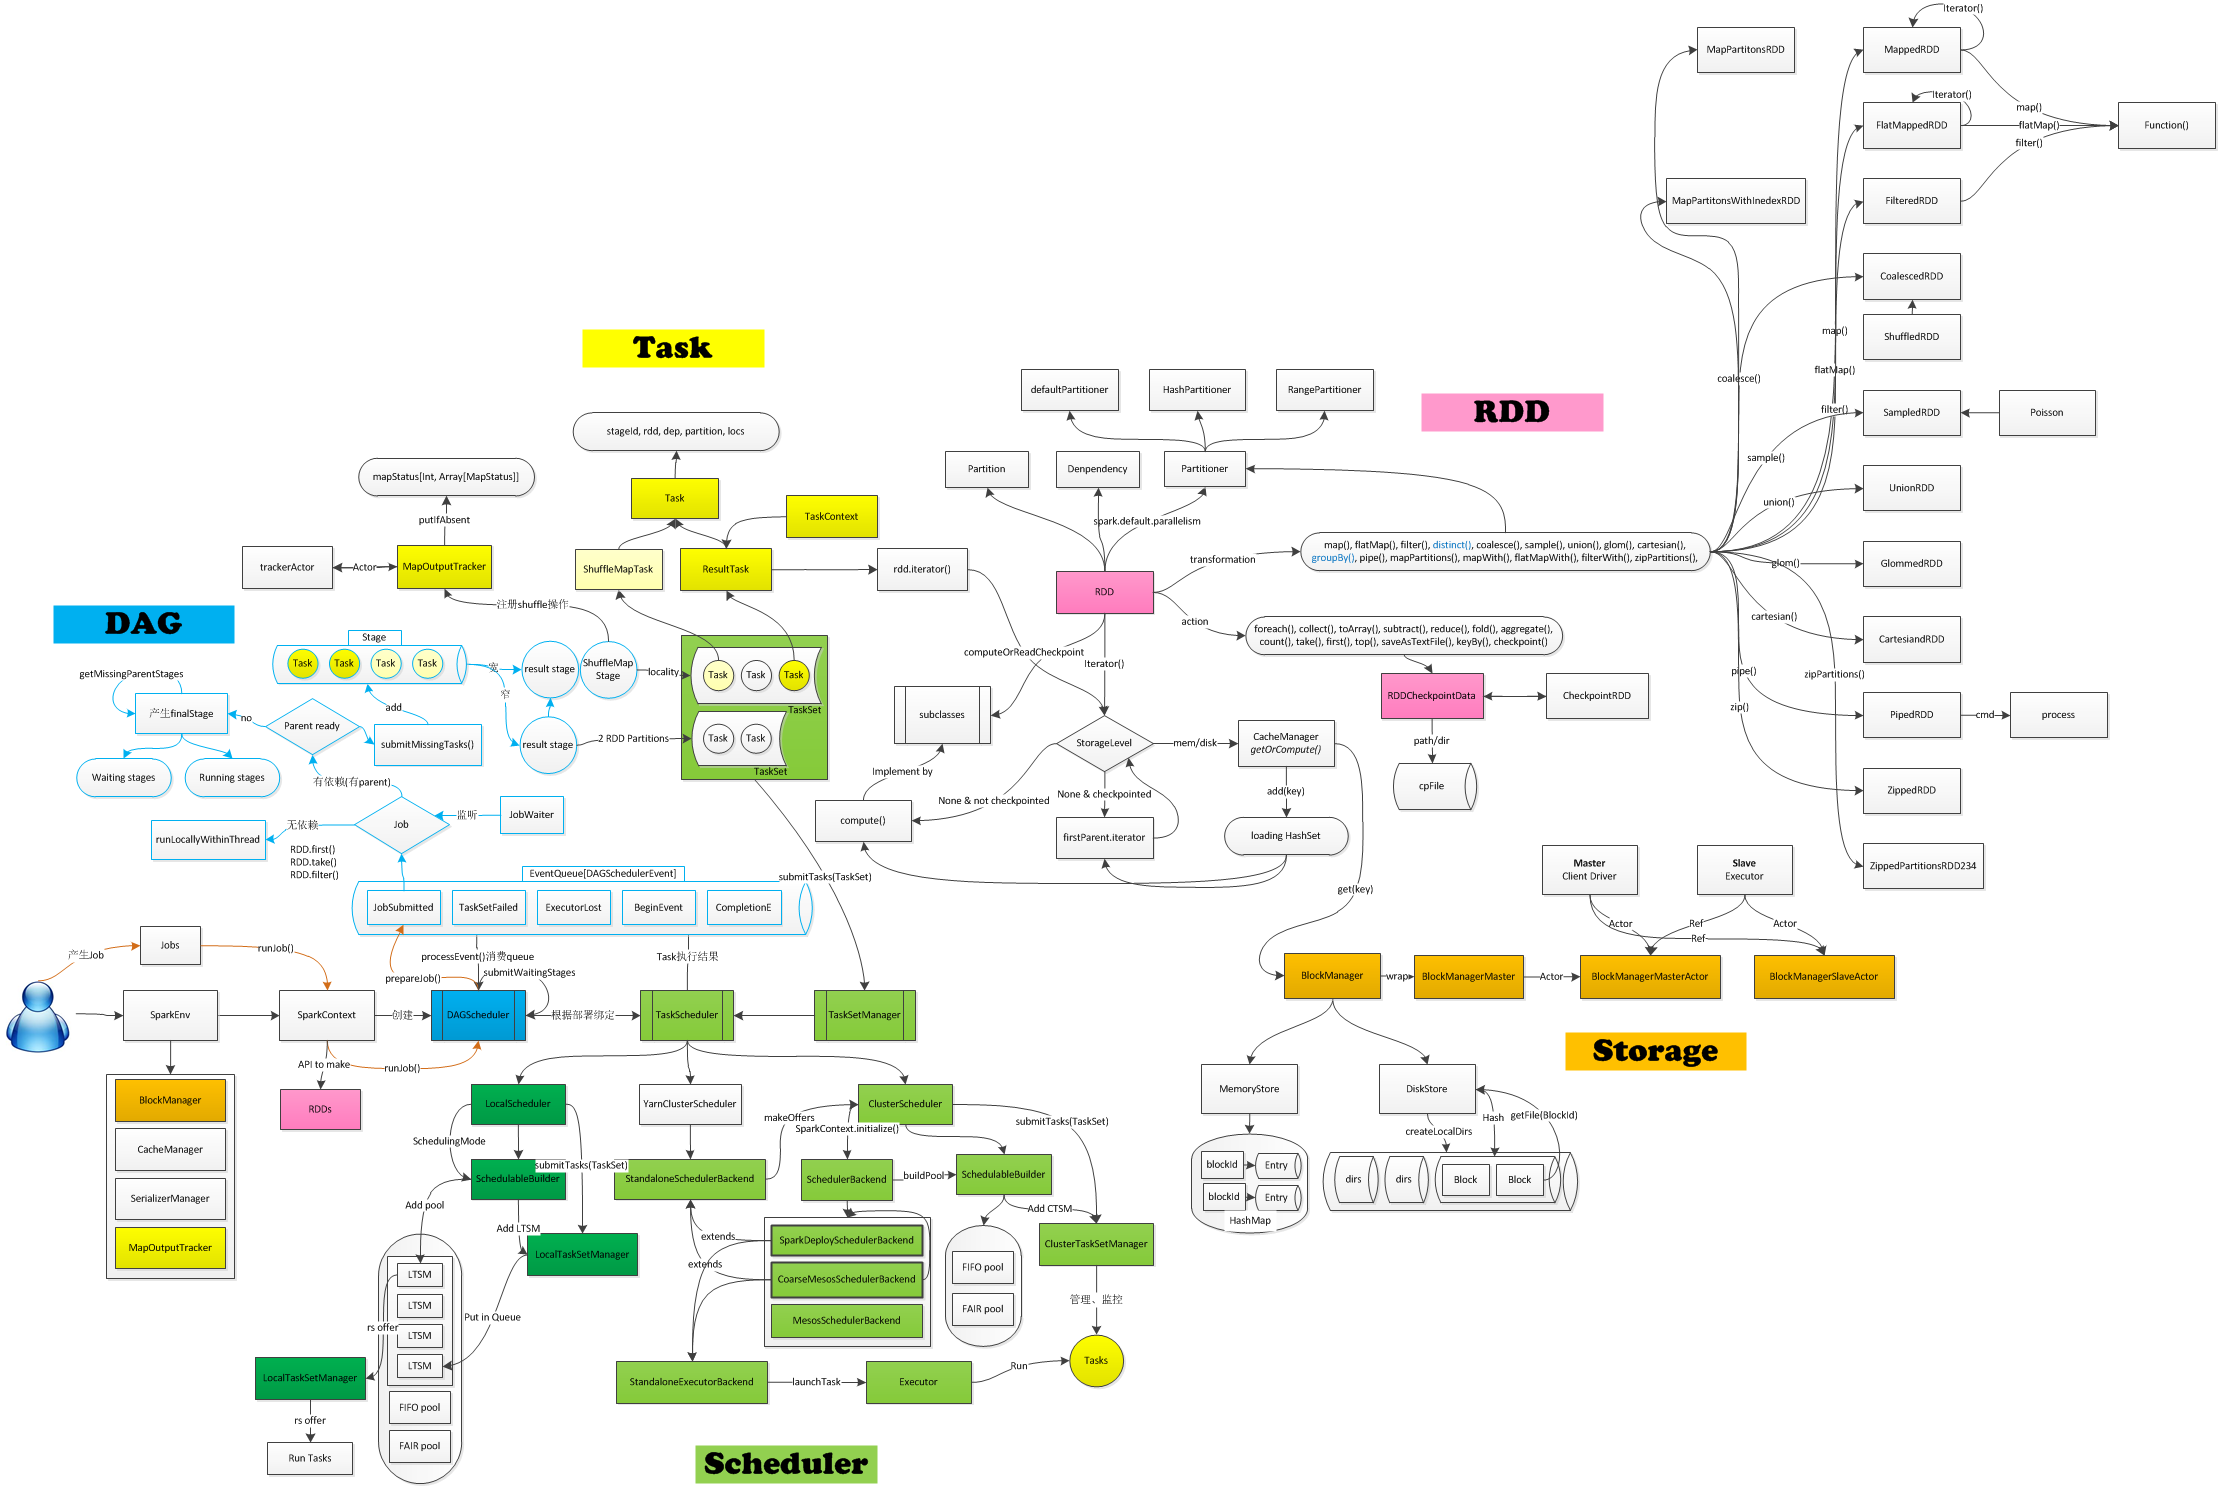 Iterator()
MapPartitonsRDD
MappedRDD
map()
Iterator()
FlatMappedRDD
flatMap()
Function()
filter()
MapPartitonsWithInedexRDD
FilteredRDD
CoalescedRDD
ShuffledRDD
map()
flatMap()
coalesce()
filter()
SampledRDD
Poisson
sample()
UnionRDD
union()
GlommedRDD
glom()
CartesiandRDD
cartesian()
zipPartitions()
pipe()
zip()
PipedRDD
cmd
process
ZippedRDD
ZippedPartitionsRDD234
Task
stageId, rdd, dep, partition, locs
mapStatus[Int, Array[MapStatus]]
putIfAbsent
Task
TaskContext
trackerActor
Actor
MapOutputTracker
ShuffleMapTask
ResultTask
rdd.iterator()
注册shuffle操作
RDD
defaultPartitioner
HashPartitioner
RangePartitioner
Partition
Denpendency
Partitioner
spark.default.parallelism
RDD
transformation
map(), flatMap(), filter(), distinct(), coalesce(), sample(), union(), glom(), cartesian(),
groupBy(), pipe(), mapPartitions(), mapWith(), flatMapWith(), filterWith(), zipPartitions(),
action
foreach(), collect(), toArray(), subtract(), reduce(), fold(), aggregate(),
count(), take(), first(), top(), saveAsTextFile(), keyBy(), checkpoint()
computeOrReadCheckpoint
Iterator()
RDDCheckpointData
CheckpointRDD
path/dir
cpFile
subclasses
StorageLevel
mem/disk
CacheManager
getOrCompute()
Implement by
None & not checkpointed
None & checkpointed
add(key)
compute()
firstParent.iterator
loading HashSet
get(key)
DAG
Stage
Task
Task
Task
Task
宽
窄
result stage
ShuffleMap
Stage
locality
Task
Task
Task
TaskSet
result stage
2 RDD Partitions
Task
Task
TaskSet
getMissingParentStages
产生finalStage
no
Parent ready
add
submitMissingTasks()
Waiting stages
Running stages
有依赖(有parent)
Job
监听
JobWaiter
无依赖
runLocallyWithinThread
RDD.first()
RDD.take()
RDD.filter()
EventQueue[DAGSchedulerEvent]
JobSubmitted
TaskSetFailed
ExecutorLost
BeginEvent
CompletionE
submitTasks(TaskSet)
产生Job
Jobs
runJob()
prepareJob()
processEvent()消费queue
submitWaitingStages
Task执行结果
SparkEnv
SparkContext
创建
DAGScheduler
根据部署绑定
TaskScheduler
TaskSetManager
API to make
runJob()
RDDs
BlockManager
CacheManager
SerializerManager
MapOutputTracker
LocalScheduler
YarnClusterScheduler
ClusterScheduler
SchedulingMode
makeOffers
SparkContext.initialize()
submitTasks(TaskSet)
submitTasks(TaskSet)
SchedulableBuilder
StandaloneSchedulerBackend
SchedulerBackend
buildPool
SchedulableBuilder
Add pool
Add LTSM
Add CTSM
LocalTaskSetManager
extends
extends
SparkDeploySchedulerBackend
CoarseMesosSchedulerBackend
MesosSchedulerBackend
ClusterTaskSetManager
FIFO pool
FAIR pool
管理、监控
Tasks
LTSM
LTSM
LTSM
LTSM
FIFO pool
FAIR pool
rs offer
Put in Queue
LocalTaskSetManager
rs offer
Run Tasks
StandaloneExecutorBackend
launchTask
Executor
Run
Scheduler
Master
Client Driver
Slave
Executor
Actor
Ref
Ref
Actor
BlockManager
wrap
BlockManagerMaster
Actor
BlockManagerMasterActor
BlockManagerSlaveActor
Storage
MemoryStore
DiskStore
Hash
getFile(BlockId)
createLocalDirs
blockId
Entry
blockId
Entry
HashMap
dirs
dirs
Block
Block